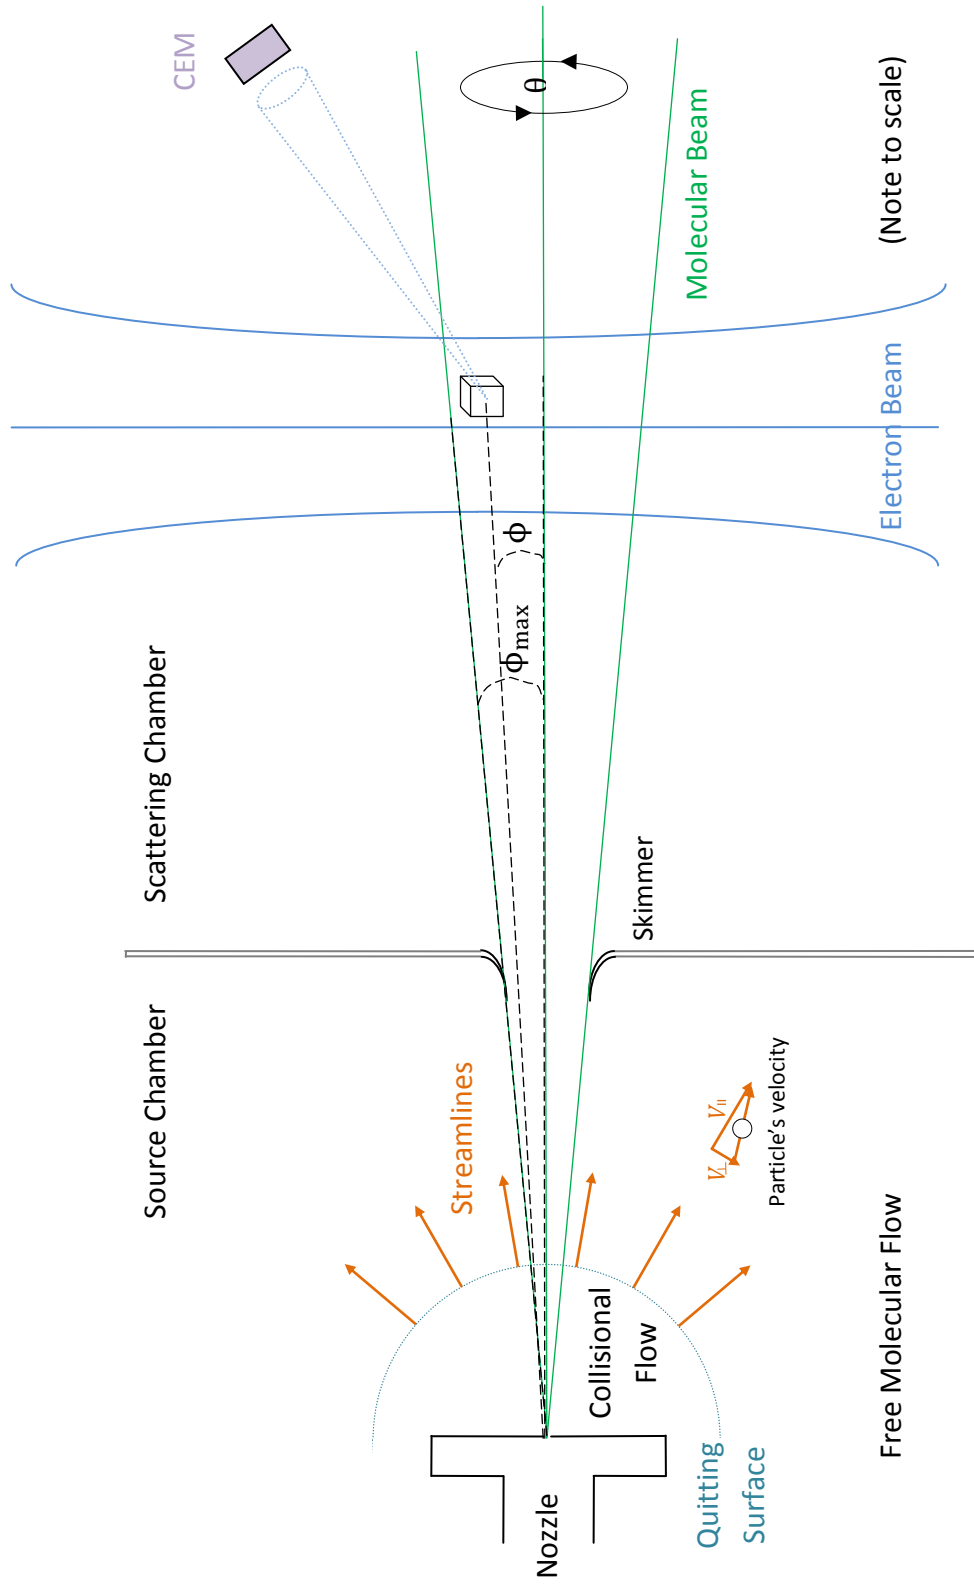 Source Chamber
Scattering Chamber
CEM
Streamlines
ϕmax
ϕ
θ
Nozzle
Collisional
Flow
Skimmer
Molecular Beam
Electron Beam
Quitting
Surface
V⊥
V∥
Particle's velocity
Free Molecular Flow
(Note to scale)